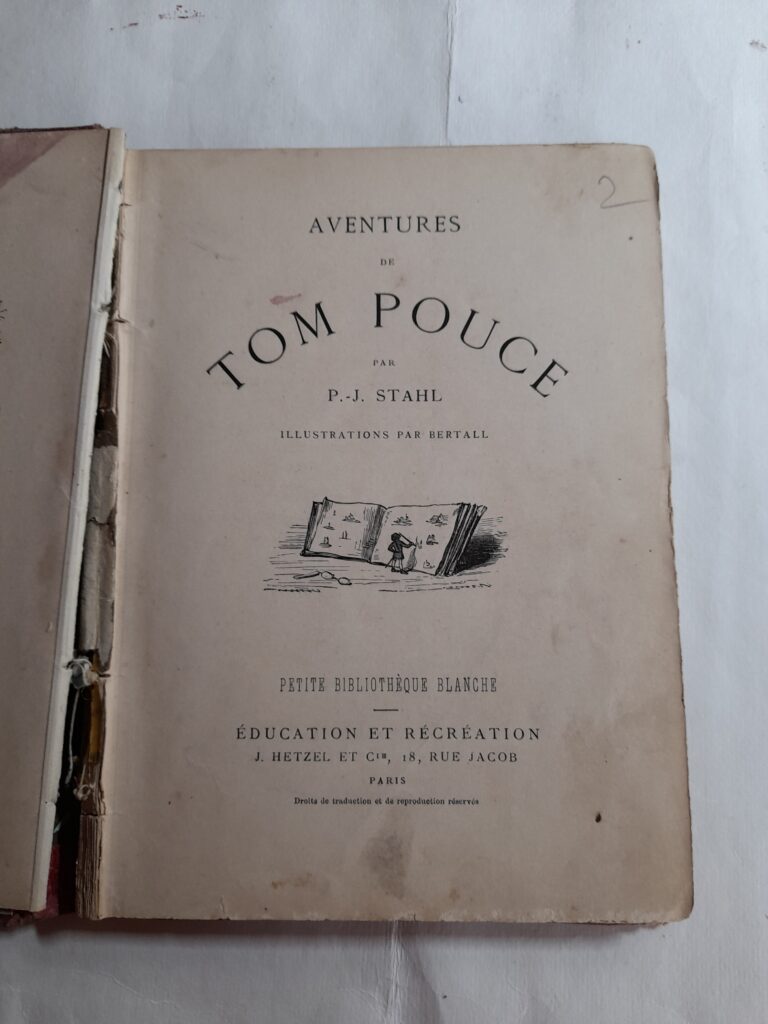 2
AVENTURES
DE
TOM POUCE
PAR
P.-J. STAHL
ILLUSTRATIONS PAR BERTALL
PETITE BIBLIOTHÈQUE BLANCHE
ÉDUCATION ET RÉCRÉATION
J. HETZEL ET Cie, 18, RUE JACOB
PARIS
Droits de traduction et de reproduction réservés